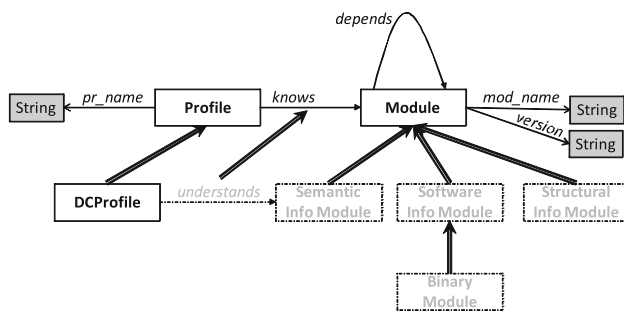 depends
String
pr_name
Profile
knows
Module
mod_name
String
version
String
DCProfile
understands
Semantic
Info Module
Software
Info Module
Structural
Info Module
Binary
Module